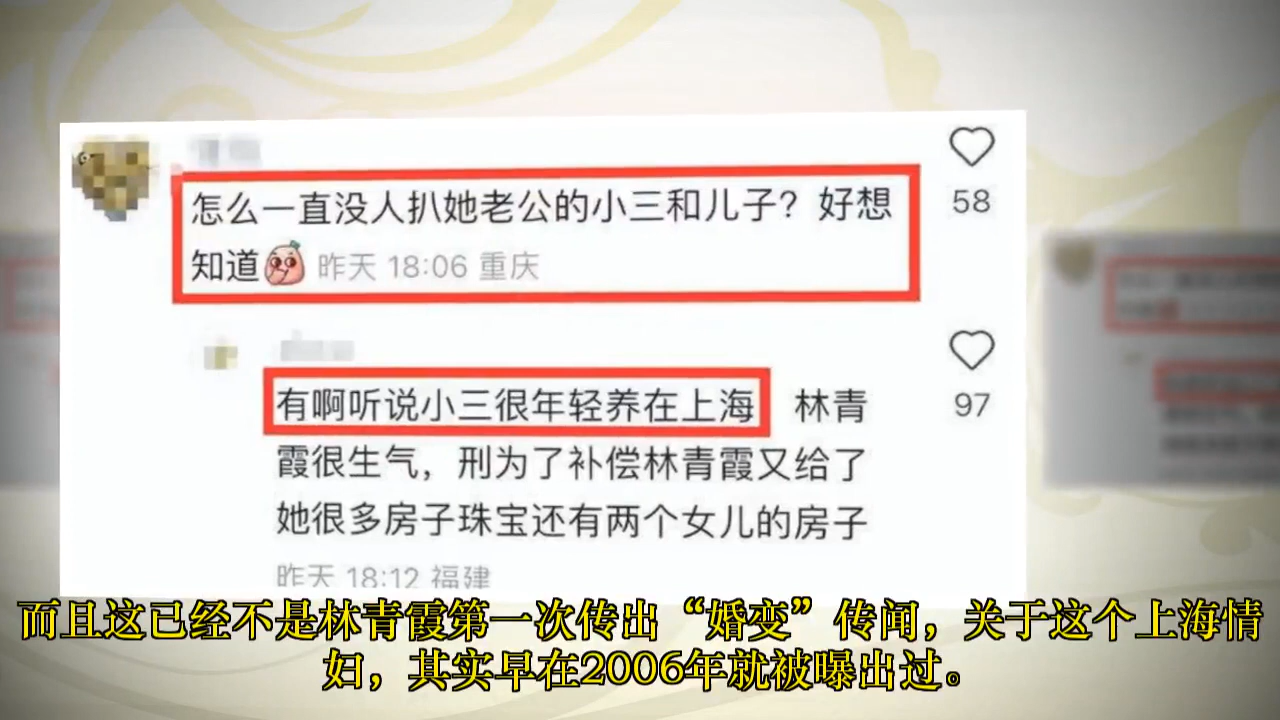 怎么一直没人扒她老公的小三和儿子？好想
知道 昨天 18:06 重庆
58
有啊听说小三很年轻养在上海 林青
97
霞很生气，刑为了补偿林青霞又给了
她很多房子珠宝还有两个女儿的房子
昨天 18:12 福建
而且这已经不是林青霞第一次传出“婚变”传闻，关于这个上海情
妇，其实早在2006年就被曝出过。